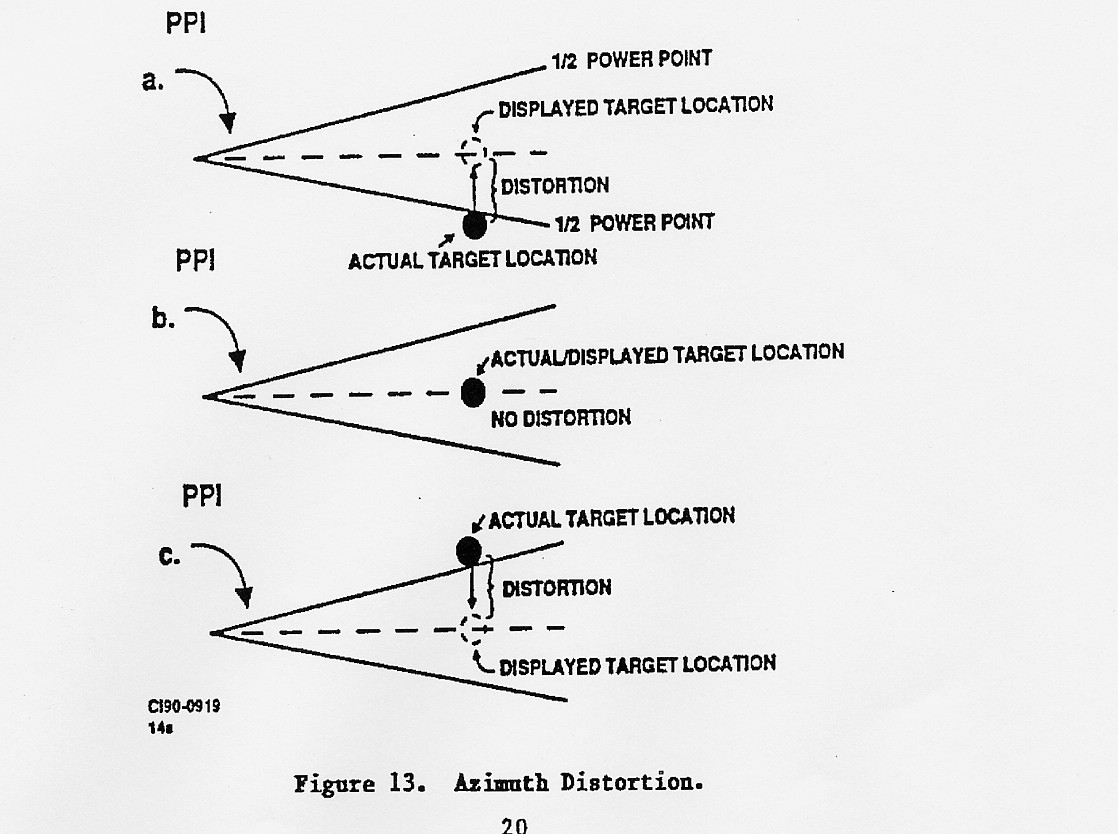 PPI
a.
1/2 POWER POINT
DISPLAYED TARGET LOCATION
DISTORTION
1/2 POWER POINT
ACTUAL TARGET LOCATION
PPI
b.
ACTUAL/DISPLAYED TARGET LOCATION
NO DISTORTION
PPI
ACTUAL TARGET LOCATION
c.
DISTORTION
DISPLAYED TARGET LOCATION
CI90-0919
14a
Figure 13. Azimuth Distortion.
20